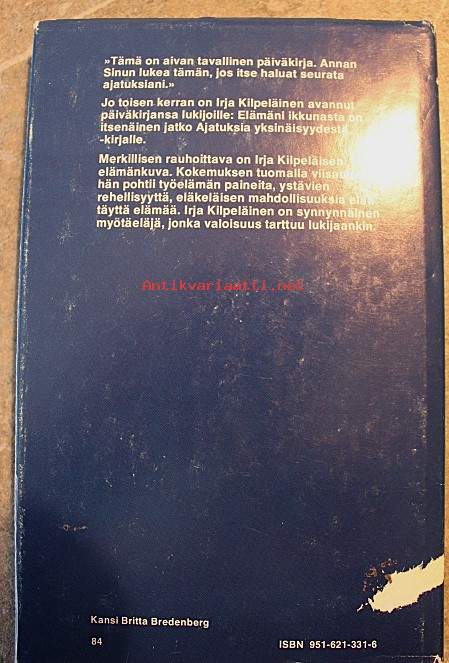 »Tämä on aivan tavallinen päiväkirja. Annan
Sinun lukea tämän, jos itse haluat seurata
ajatuksiani.»
Jo toisen kerran on Irja Kilpeläinen avannut
päiväkirjansa lukijoille: Elämäni ikkunasta on
itsenäinen jatko Ajatuksia yksinäisyydestä
-kirjalle.
Merkillisen rauhoittava on Irja Kilpeläisen
elämänkuva. Kokemuksen tuomalla
hän pohtii työelämän paineita, ystävien
rehellisyyttä, eläkeläisen mahdollisuuksia
täyttä elämää. Irja Kilpeläinen on synnynnäinen
myötäeläjä, jonka valoisuus tarttuu lukijaankin.
Antikvariaatti.net
Kansi Britta Bredenberg
84
ISBN 951-621-331-6